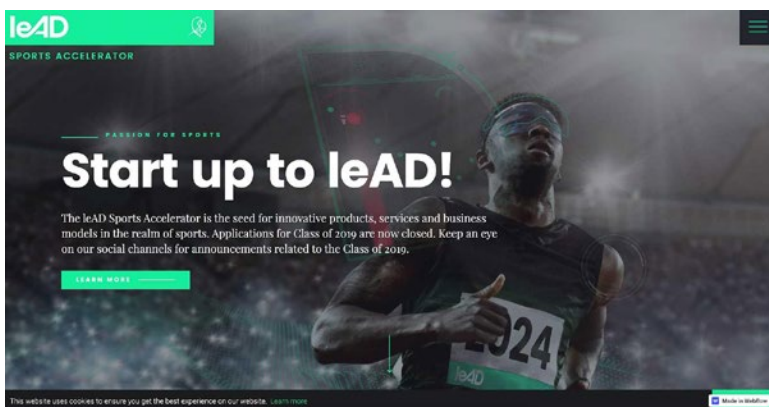 leAD
SPORTS ACCELERATOR
PASSION FOR SPORTS
Start up to leAD!
The leAD Sports Accelerator is the seed for innovative products, services and business
models in the realm of sports. Applications for Class of 2019 are now closed. Keep an eye
on our social channels for announcements related to the Class of 2019.
LEARN MORE
2024
leAD
This website uses cookies to ensure you get the best experience on our website. Learn more
Made in Webflow